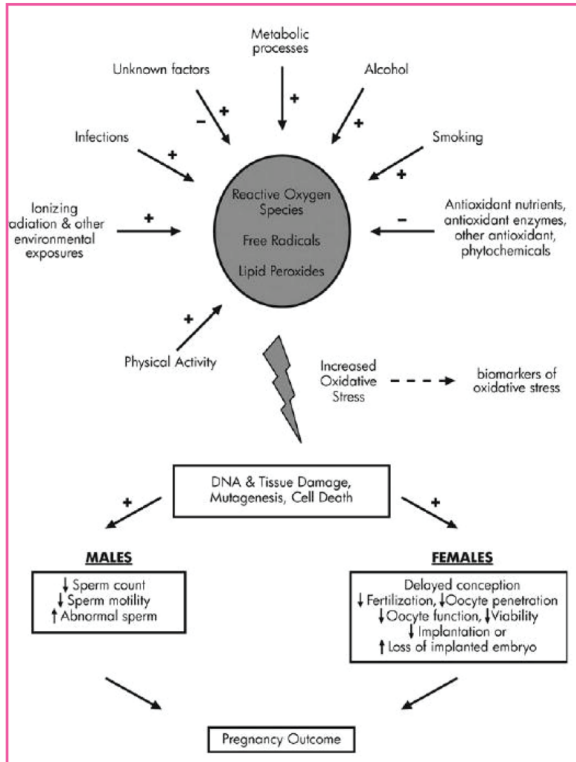 Metabolic
processes
Unknown factors
Alcohol
+
+
−
+
Infections
Smoking
+
+
Reactive Oxygen
Species
Free Radicals
Lipid Peroxides
Ionizing
adiation & other
environmental
exposures
+
−
Antioxidant nutrients,
antioxidant enzymes,
other antioxidant,
phytochemicals
+
Physical Activity
Increased
Oxidative
Stress
biomarkers of
oxidative stress
DNA & Tissue Damage,
Mutagenesis, Cell Death
+
+
MALES
↓ Sperm count
↓ Sperm motility
↑ Abnormal sperm
FEMALES
Delayed conception
↓ Fertilization, ↓Oocyte penetration
↓Oocyte function, ↓Viability
↓ Implantation or
↑ Loss of implanted embryo
Pregnancy Outcome